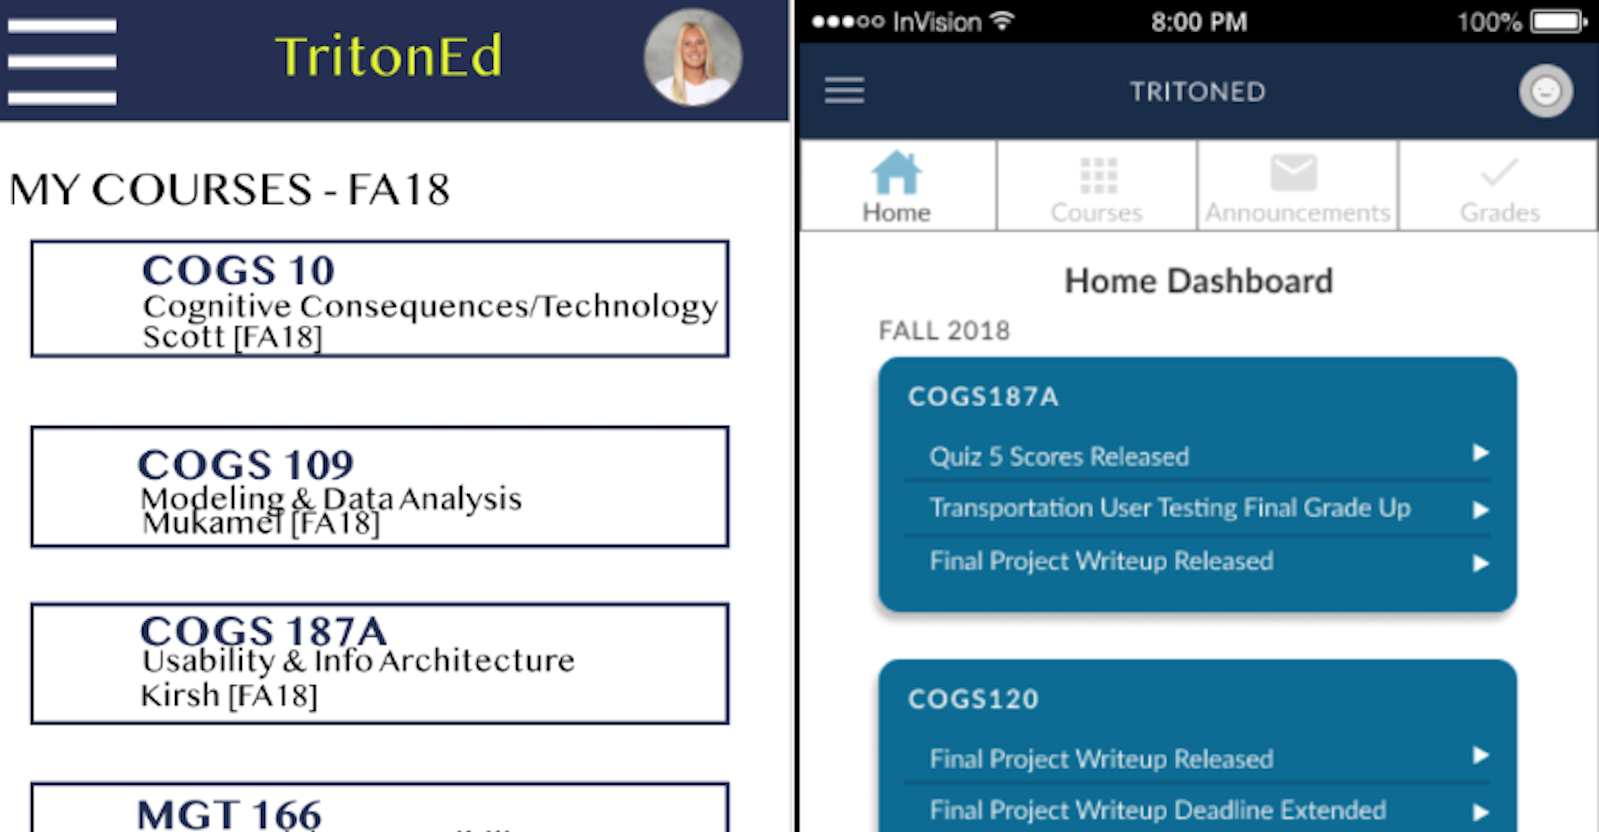 TritonEd
MY COURSES - FA18
COGS 10
Cognitive Consequences/Technology
Scott [FA18]
COGS 109
Modeling & Data Analysis
Mukamel [FA18]
COGS 187A
Usability & Info Architecture
Kirsh [FA18]
MGT 166
InVision
8:00 PM
100%
TRITONED
Home
Courses
Announcements
Grades
Home Dashboard
FALL 2018
COGS187A
Quiz 5 Scores Released
Transportation User Testing Final Grade Up
Final Project Writeup Released
COGS120
Final Project Writeup Released
Final Project Writeup Deadline Extended